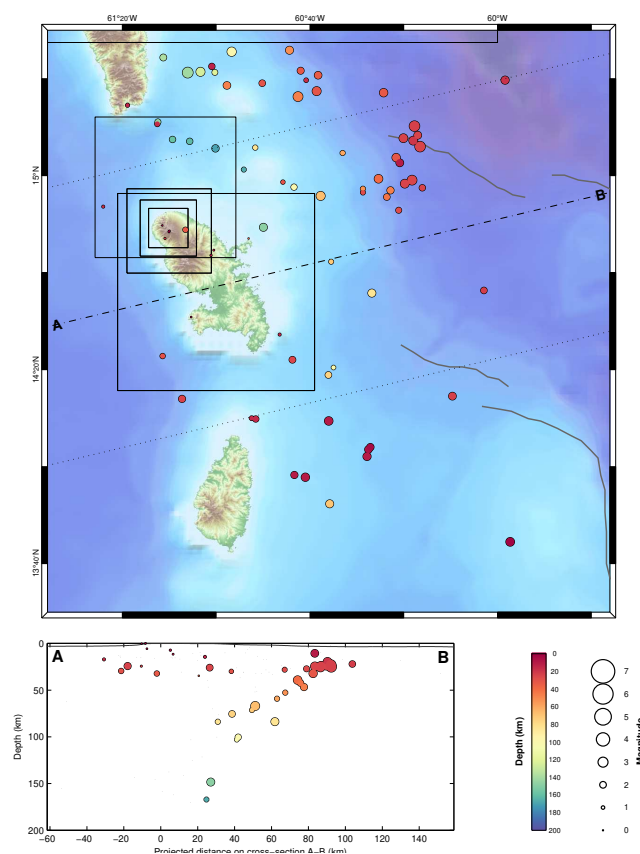 61°20'W 60°40'W 60°W
15°N
B
A
14°20'N
13°40'N
A B
0
50
100
150
200
Depth (km)
−60 −40 −20 0 20 40 60 80 100 120 140
Projected distance on cross−section A−B (km)
Depth (km)
0
20
40
60
80
100
120
140
160
180
200
7
6
5
4
3
2
1
0
Magnitude